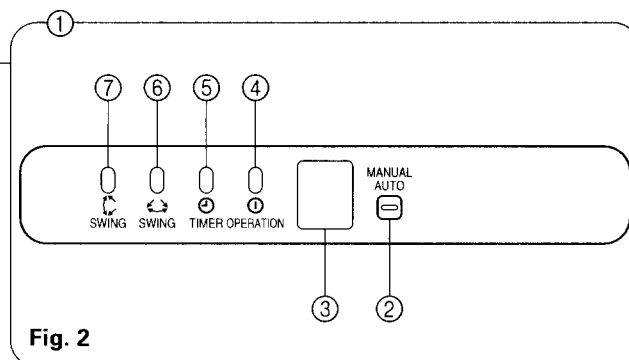 ①
⑦ ⑥ ⑤ ④
MANUAL
AUTO
SWING SWING TIMER OPERATION
③ ②
Fig. 2